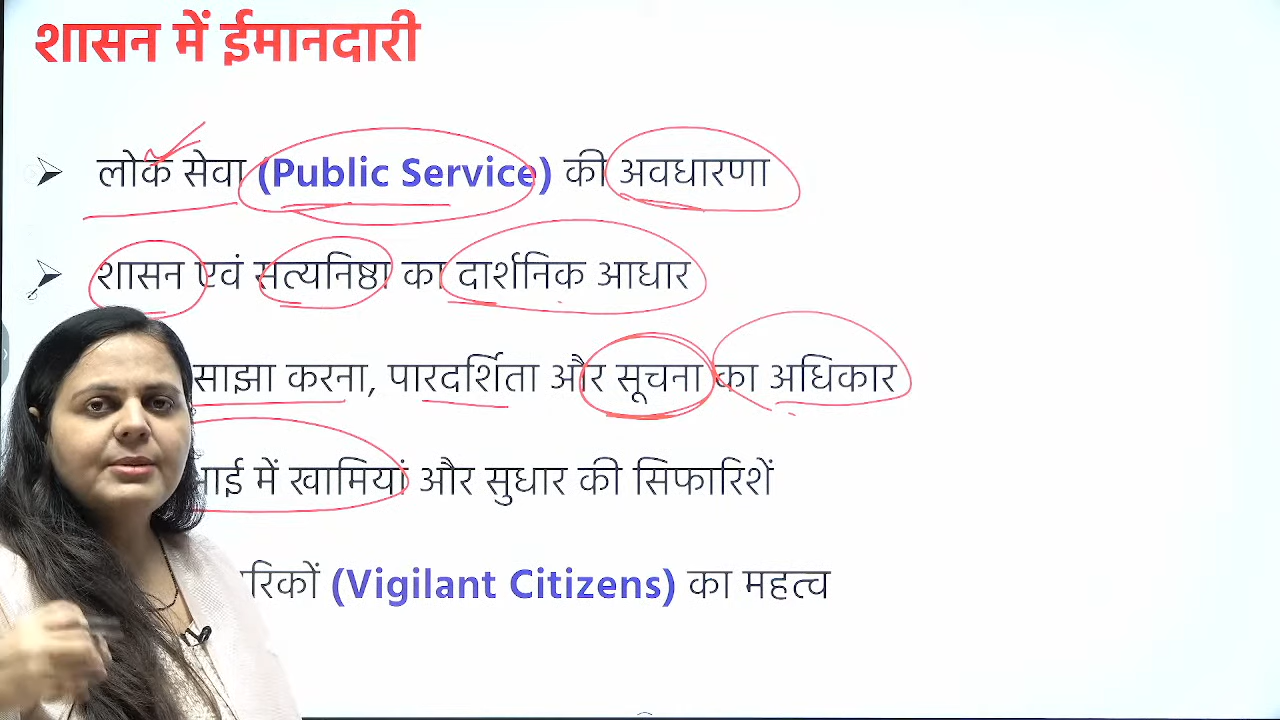 शासन में ईमानदारी
लोक सेवा (Public Service) की अवधारणा
शासन एवं सत्यनिष्ठा का दार्शनिक आधार
साझा करना, पारदर्शिता और सूचना का अधिकार
में खामियां और सुधार की सिफारिशें
(Vigilant Citizens) का महत्व